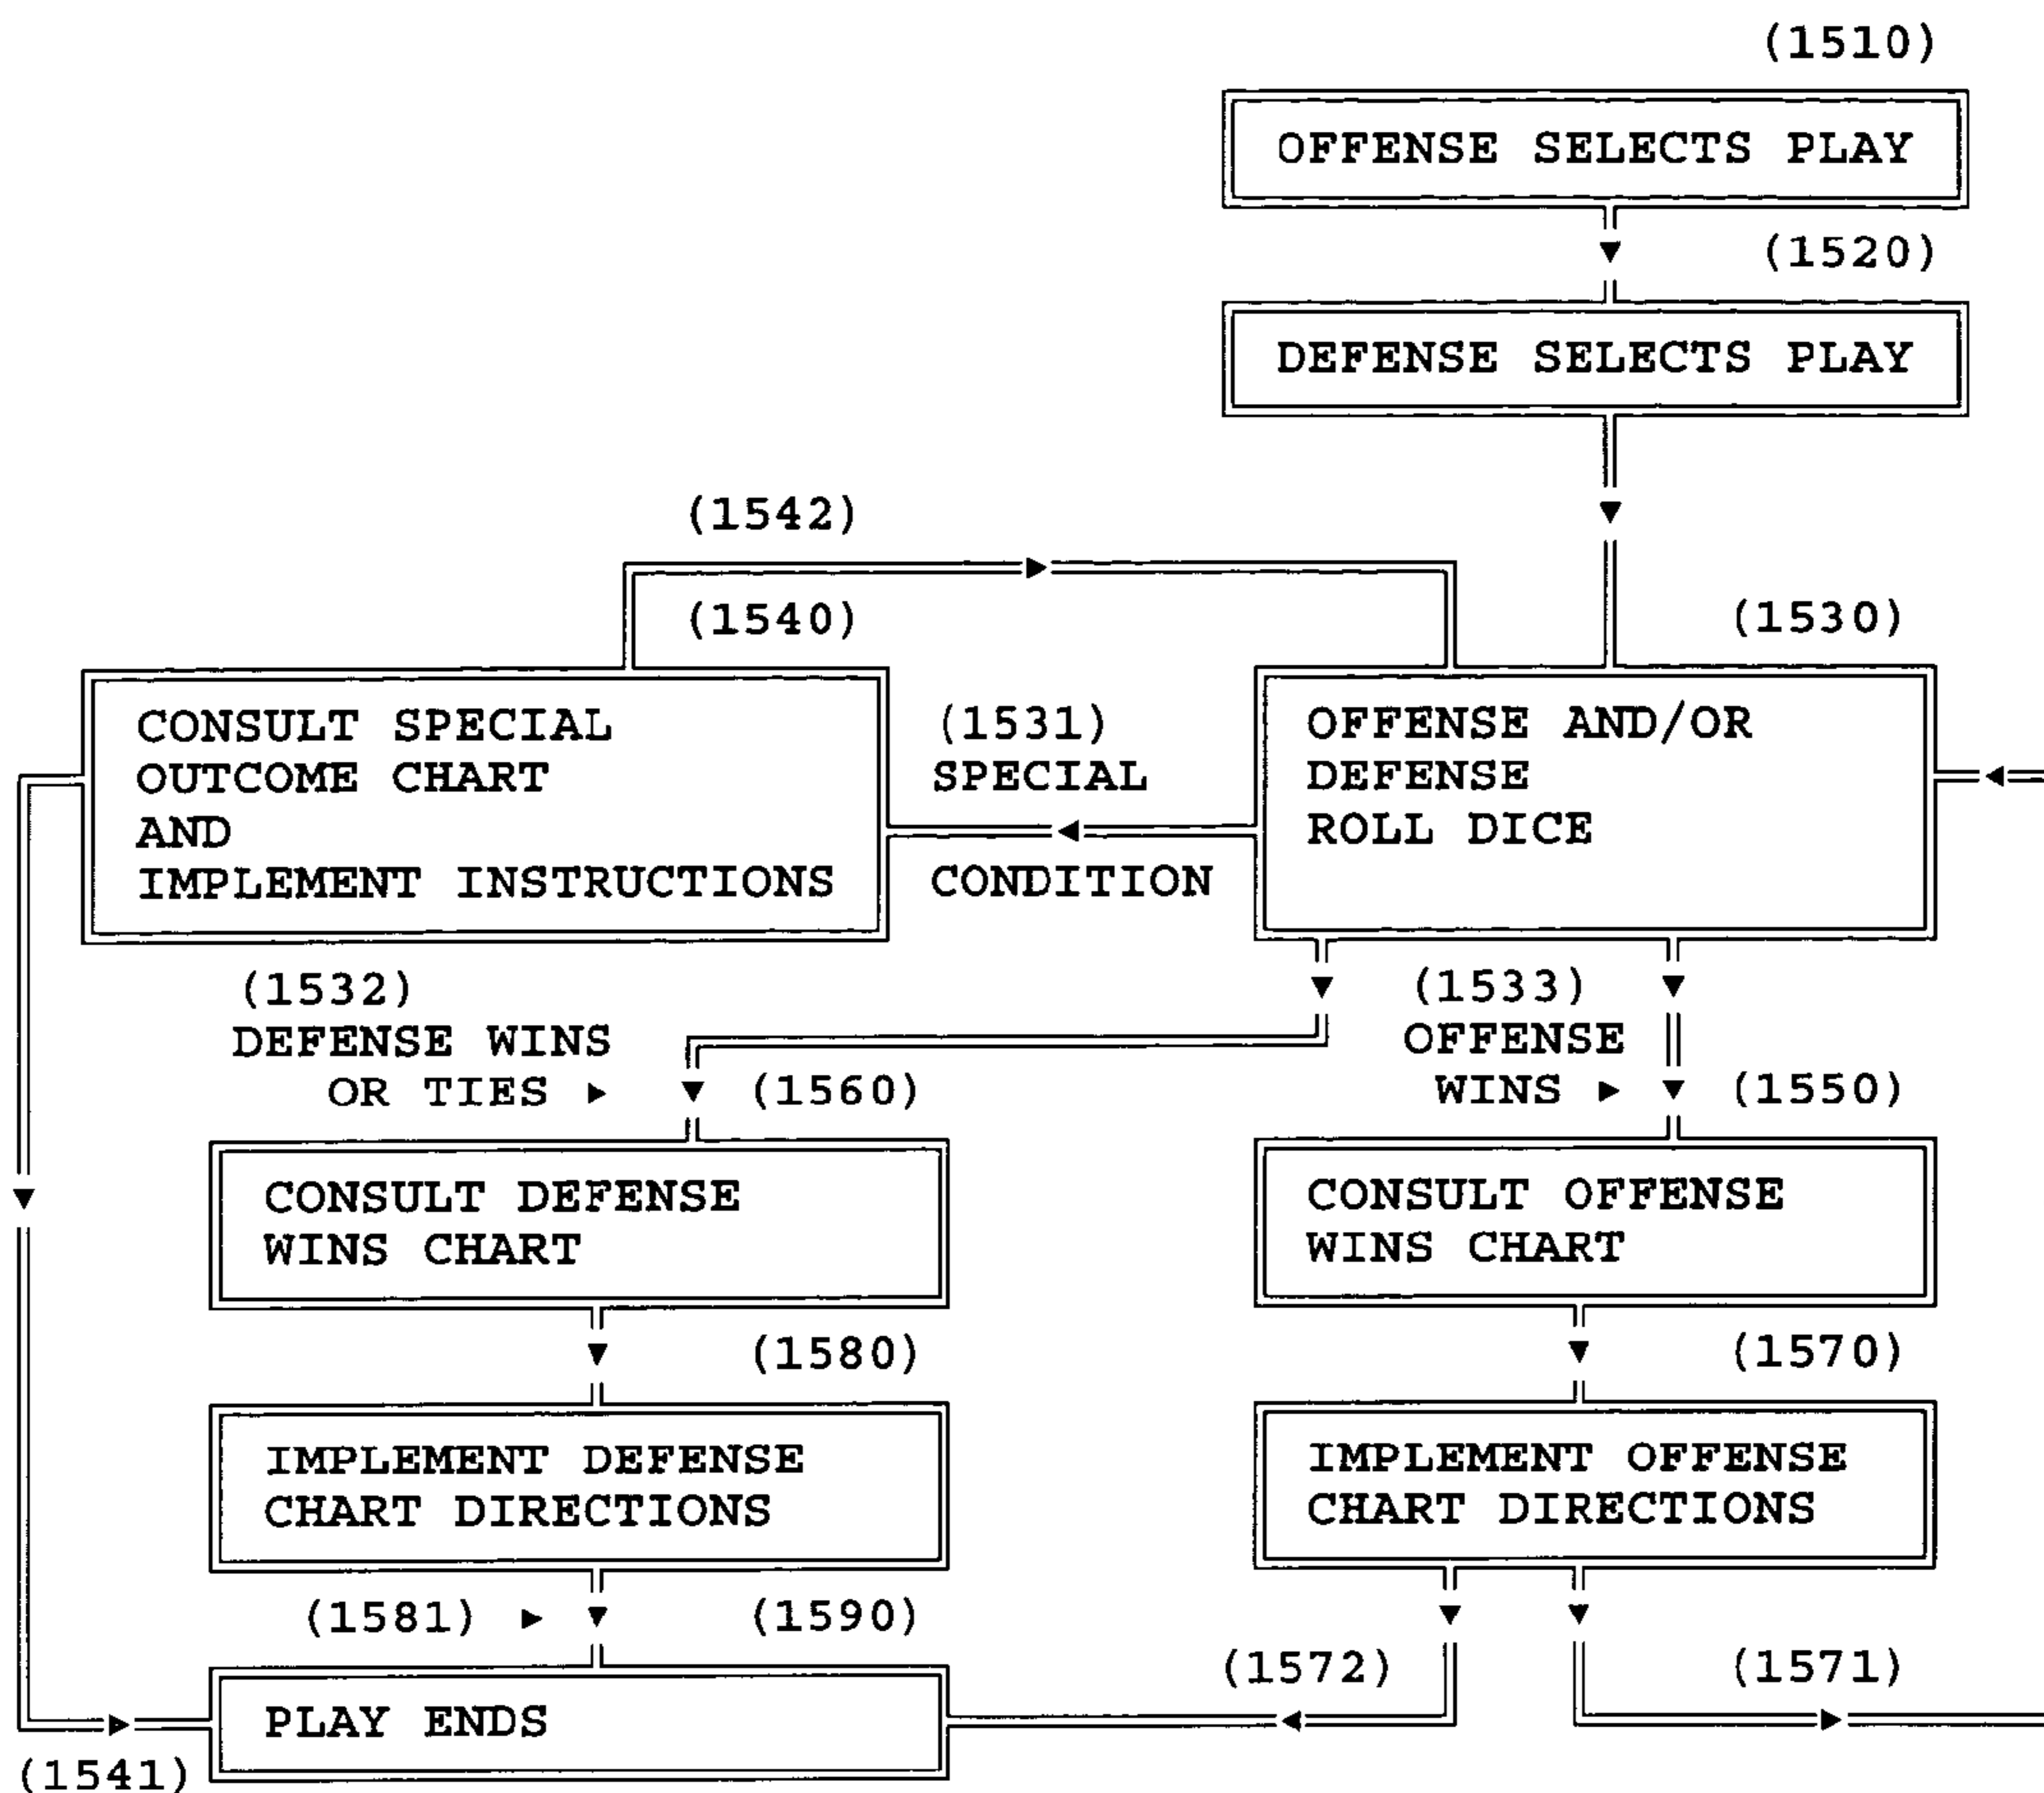 (1510)
OFFENSE SELECTS PLAY
(1520)
DEFENSE SELECTS PLAY
(1542)
(1540)
(1530)
CONSULT SPECIAL
OUTCOME CHART
AND
IMPLEMENT INSTRUCTIONS
(1531)
SPECIAL
CONDITION
OFFENSE AND/OR
DEFENSE
ROLL DICE
(1532)
DEFENSE WINS
OR TIES
(1560)
(1533)
OFFENSE
WINS
(1550)
CONSULT DEFENSE
WINS CHART
CONSULT OFFENSE
WINS CHART
(1580)
(1570)
IMPLEMENT DEFENSE
CHART DIRECTIONS
IMPLEMENT OFFENSE
CHART DIRECTIONS
(1581)
(1590)
(1572)
(1571)
PLAY ENDS
(1541)